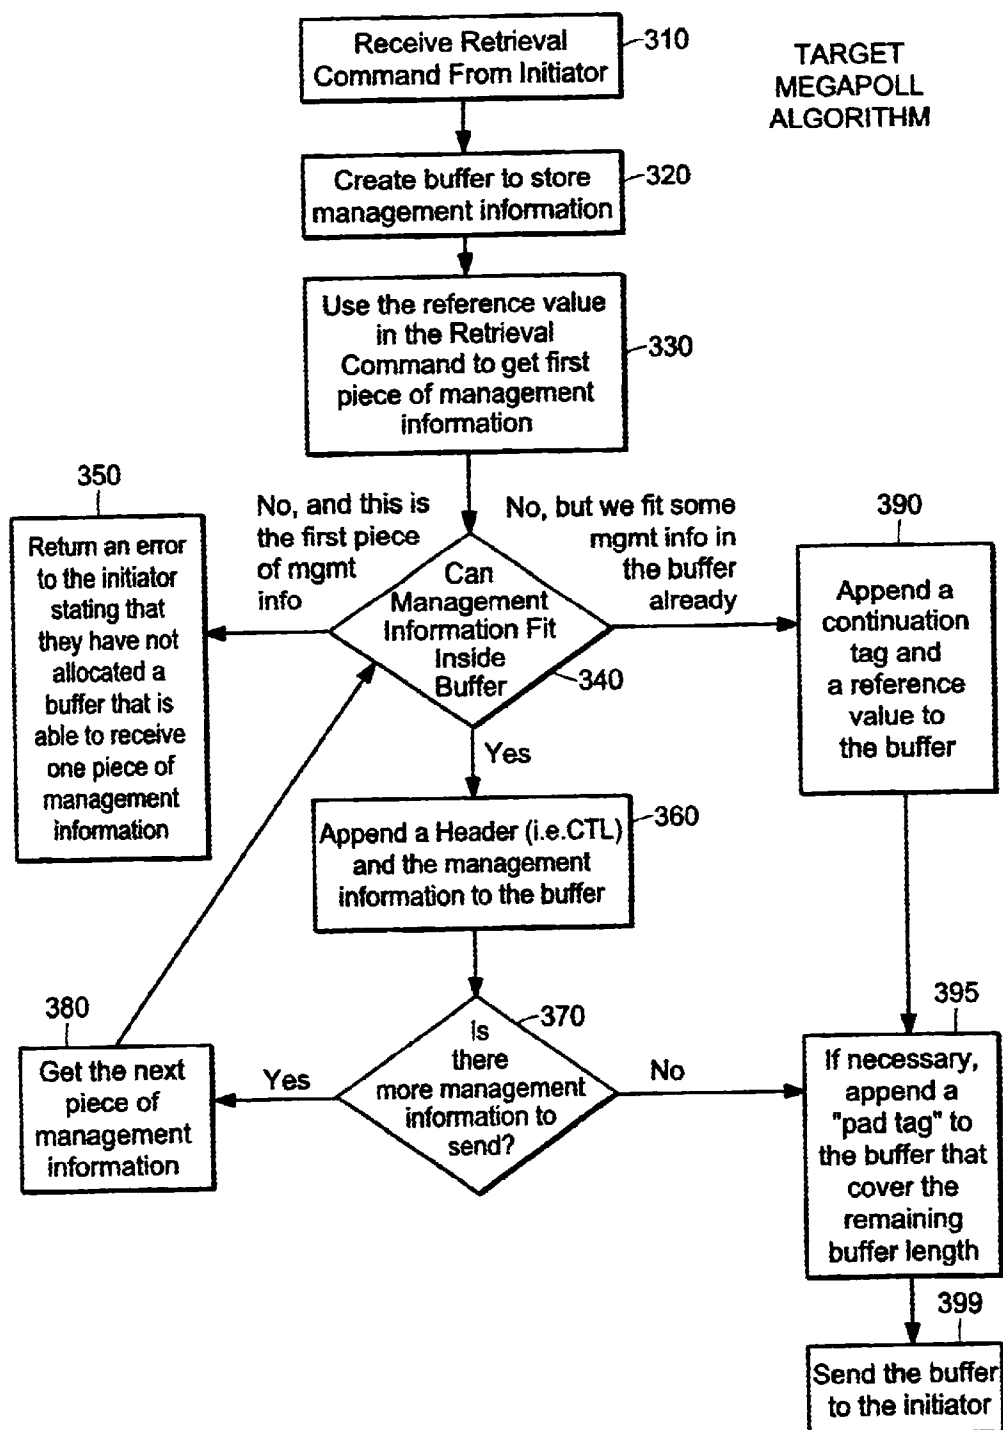 Receive Retrieval
Command From Initiator
310
TARGET
MEGAPOLL
ALGORITHM
Create buffer to store
management information
320
Use the reference value
in the Retrieval
Command to get first
piece of management
information
330
350
Return an error
to the initiator
stating that
they have not
allocated a
buffer that is
able to receive
one piece of
management
information
No, and this is
the first piece
of mgmt
info
No, but we fit some
mgmt info in
the buffer
already
Can
Management
Information Fit
Inside
Buffer
340
390
Append a
continuation
tag and
a reference
value to
the buffer
Yes
Append a Header (i.e.CTL)
and the management
information to the buffer
360
370
Is
there
more management
information to
send?
Yes
No
380
Get the next
piece of
management
information
395
If necessary,
append a
"pad tag" to
the buffer that
cover the
remaining
buffer length
399
Send the buffer
to the initiator